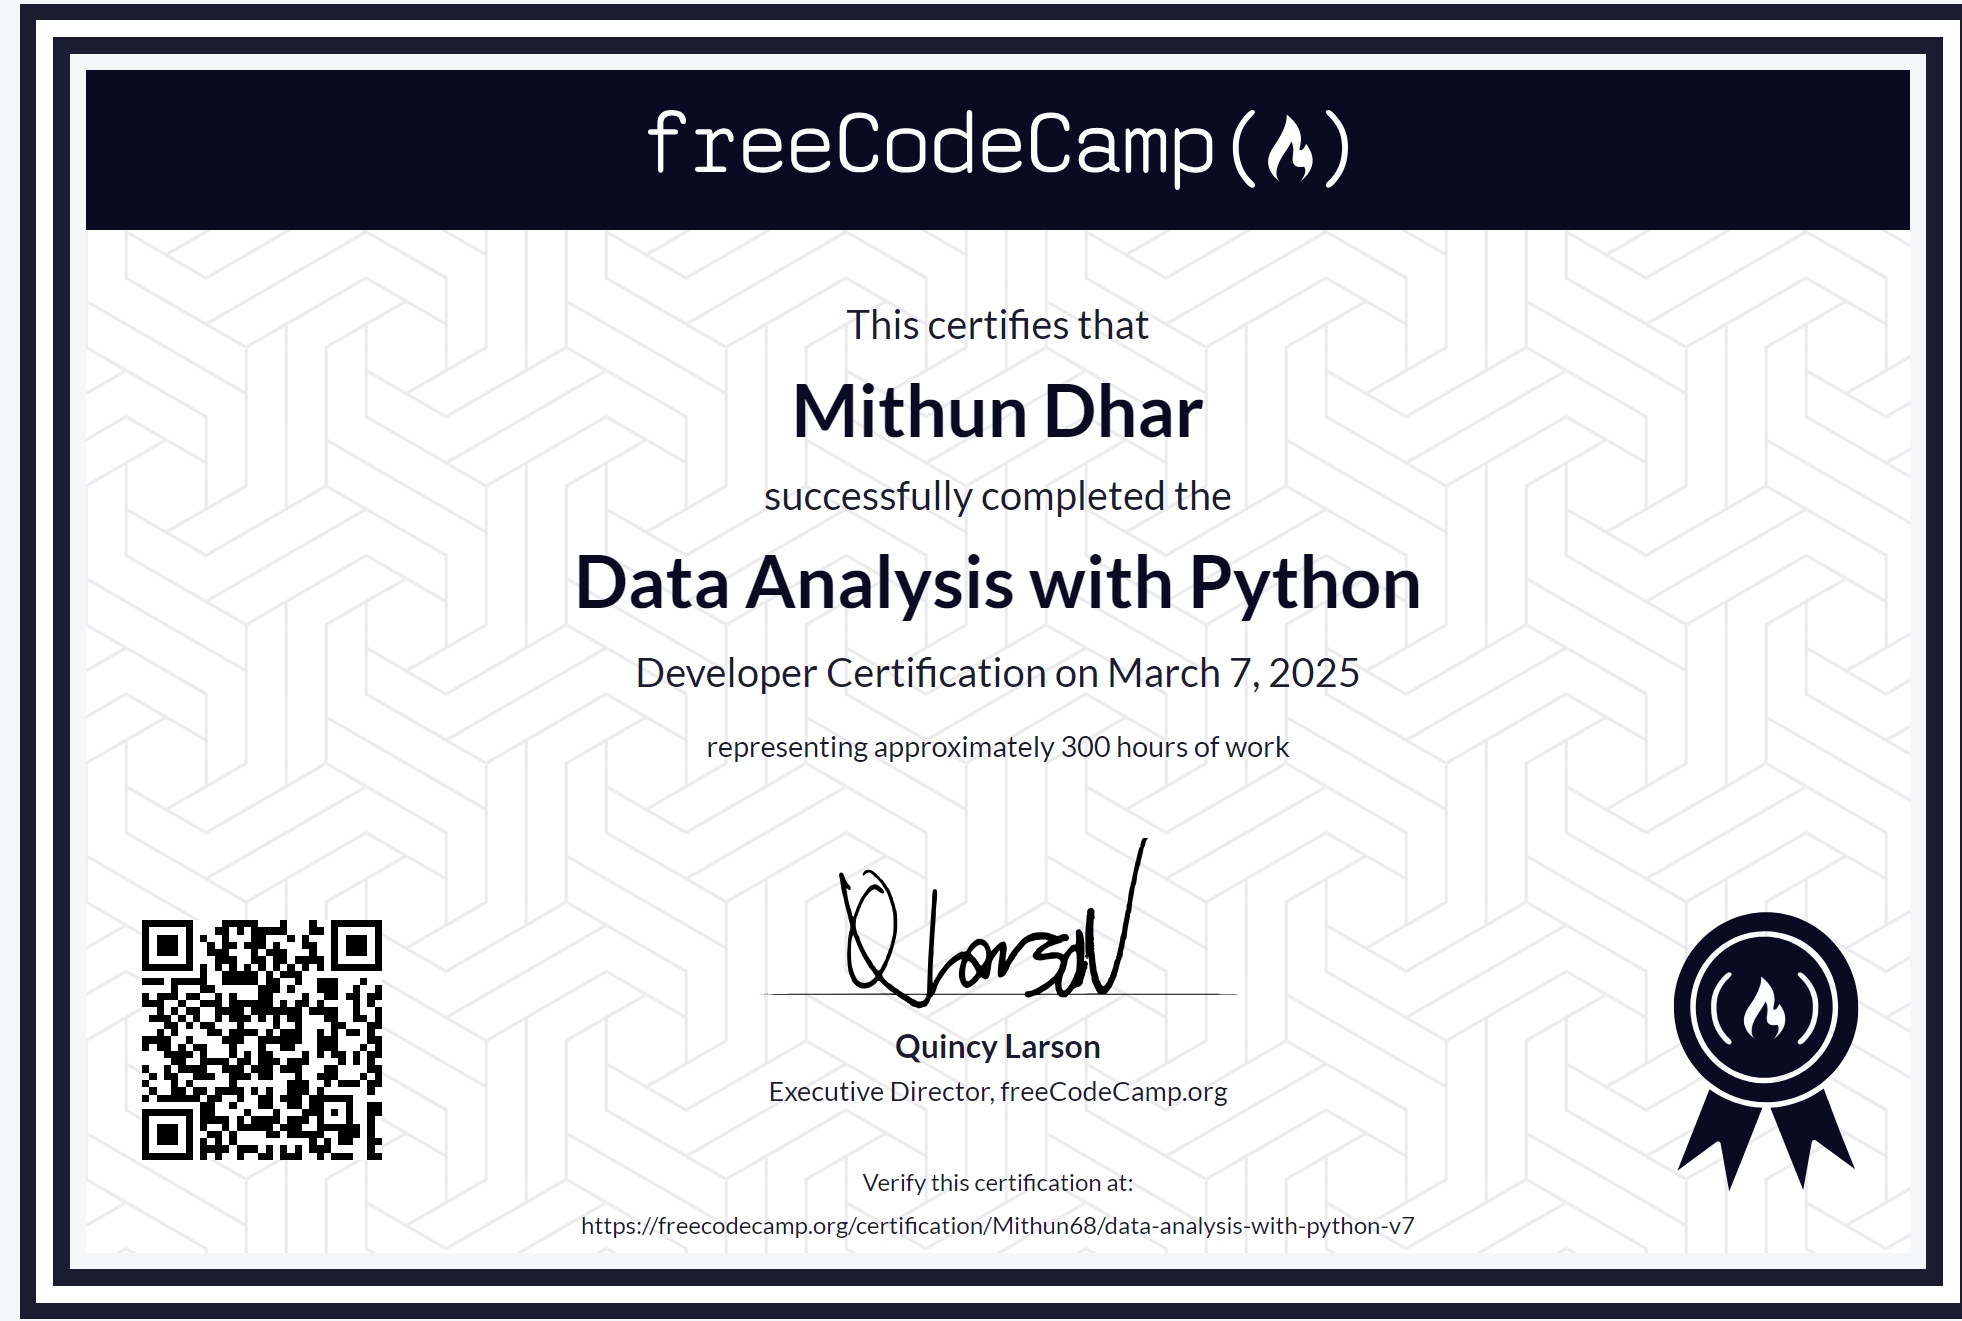 freeCodeCamp
This certifies that
Mithun Dhar
successfully completed the
Data Analysis with Python
Developer Certification on March 7, 2025
representing approximately 300 hours of work
Quincy Larson
Executive Director, freeCodeCamp.org
Verify this certification at:
https://freecodecamp.org/certification/Mithun68/data-analysis-with-python-v7